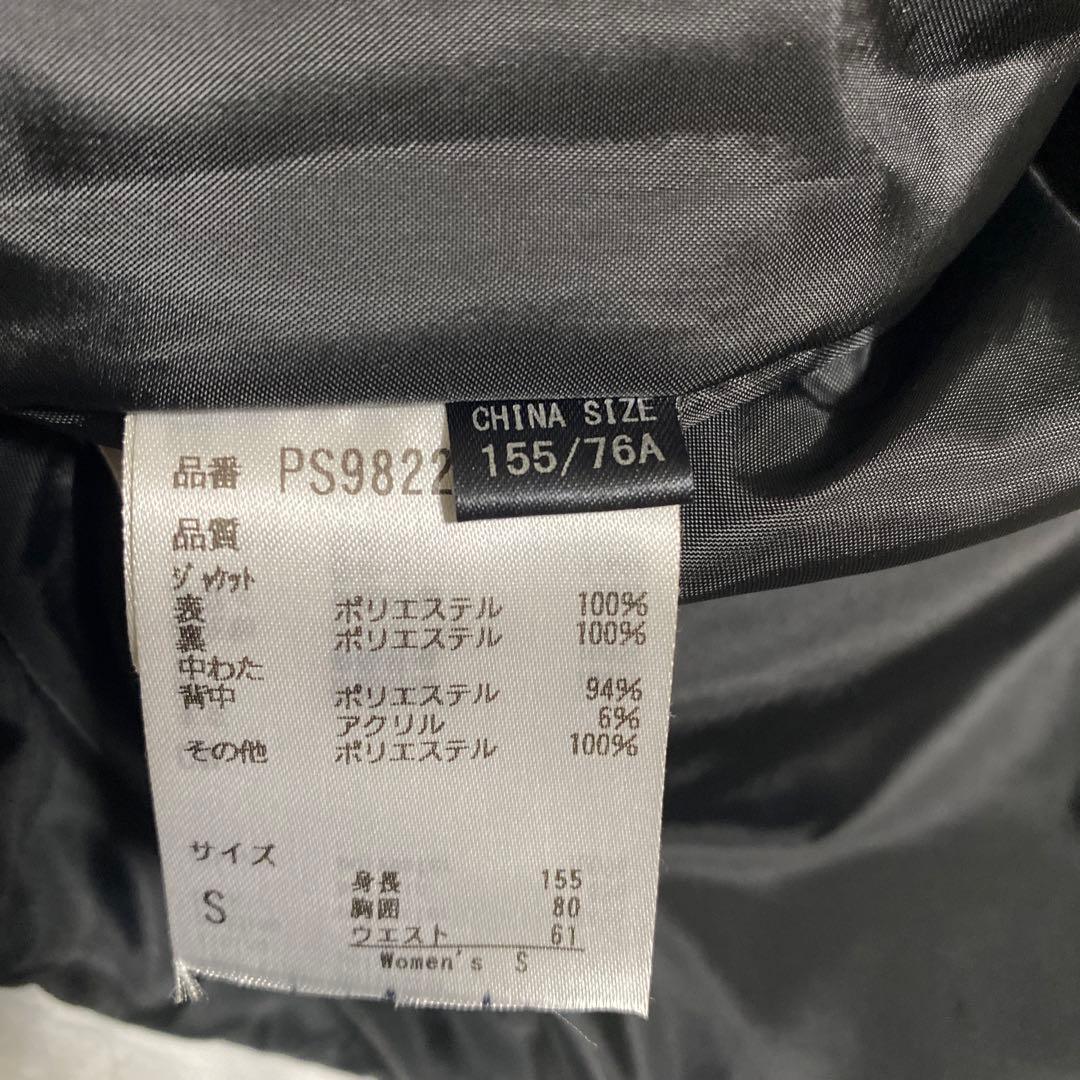 CHINA SIZE
155/76A
品番 PS9822
品質
ジャケット
表 ポリエステル 100%
裏 ポリエステル 100%
中わた
背中 ポリエステル 94%
アクリル 6%
その他 ポリエステル 100%
サイズ
S
身長 155
胸囲 80
ウエスト 61
Women's S